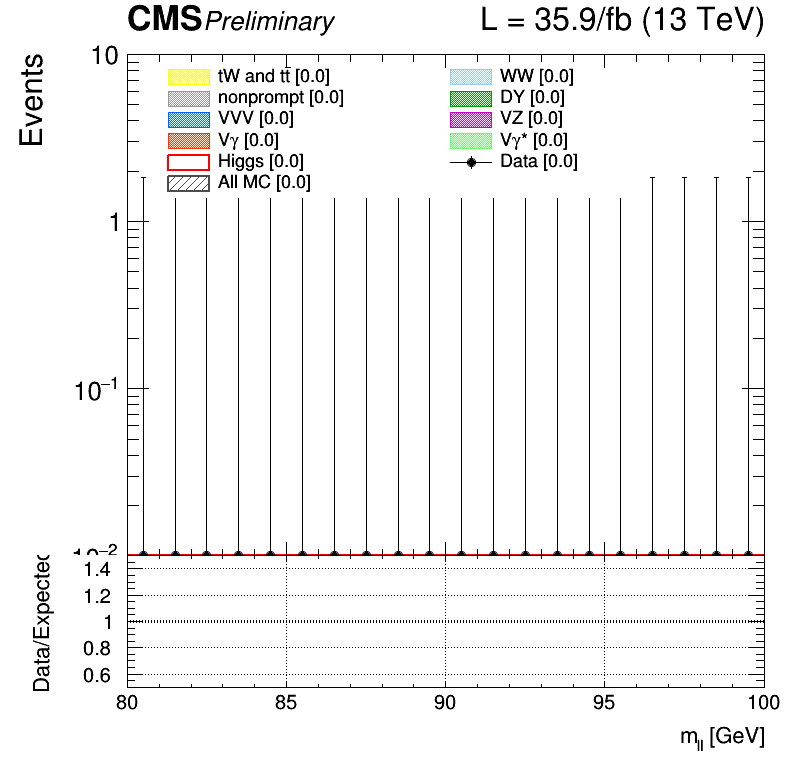 CMS Preliminary L = 35.9/fb (13 TeV)
Events
10
1
10⁻¹
10⁻²
tW and tt̄ [0.0]
nonprompt [0.0]
VVV [0.0]
Vγ [0.0]
Higgs [0.0]
All MC [0.0]
WW [0.0]
DY [0.0]
VZ [0.0]
Vγ* [0.0]
Data [0.0]
Data/Expected
1.4
1.2
1
0.8
0.6
80 85 90 95 100
mₗₗ [GeV]